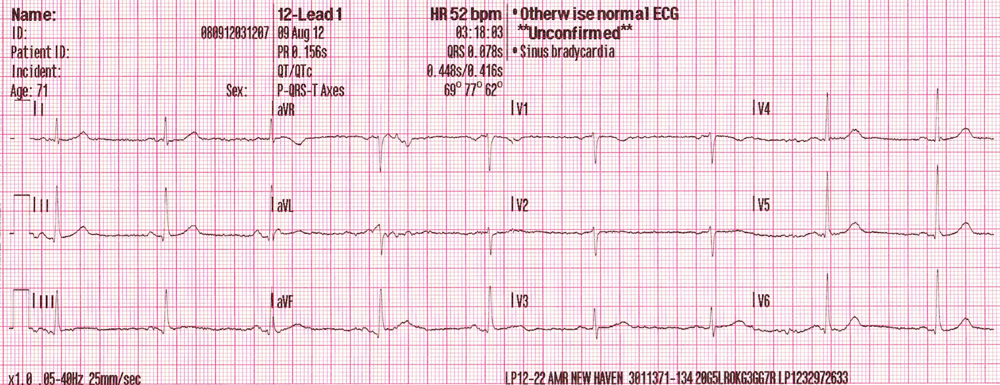 Name:
ID: 080912031207
Patient ID:
Incident:
Age: 71 Sex:
12-Lead 1 HR 52 bpm
09 Aug 12 03:18:03
PR 0.156s QRS 0.078s
QT/QTc 0.448s/0.416s
P-QRS-T Axes 69° 77° 62°
• Otherwise normal ECG
**Unconfirmed**
• Sinus bradycardia
I aVR V1 V4
II aVL V2 V5
III aVF V3 V6
x1.0 .05-40Hz 25mm/sec LP12-22 AMR NEW HAVEN 3011371-134 20G5LROKG3GG7R LP1232972633